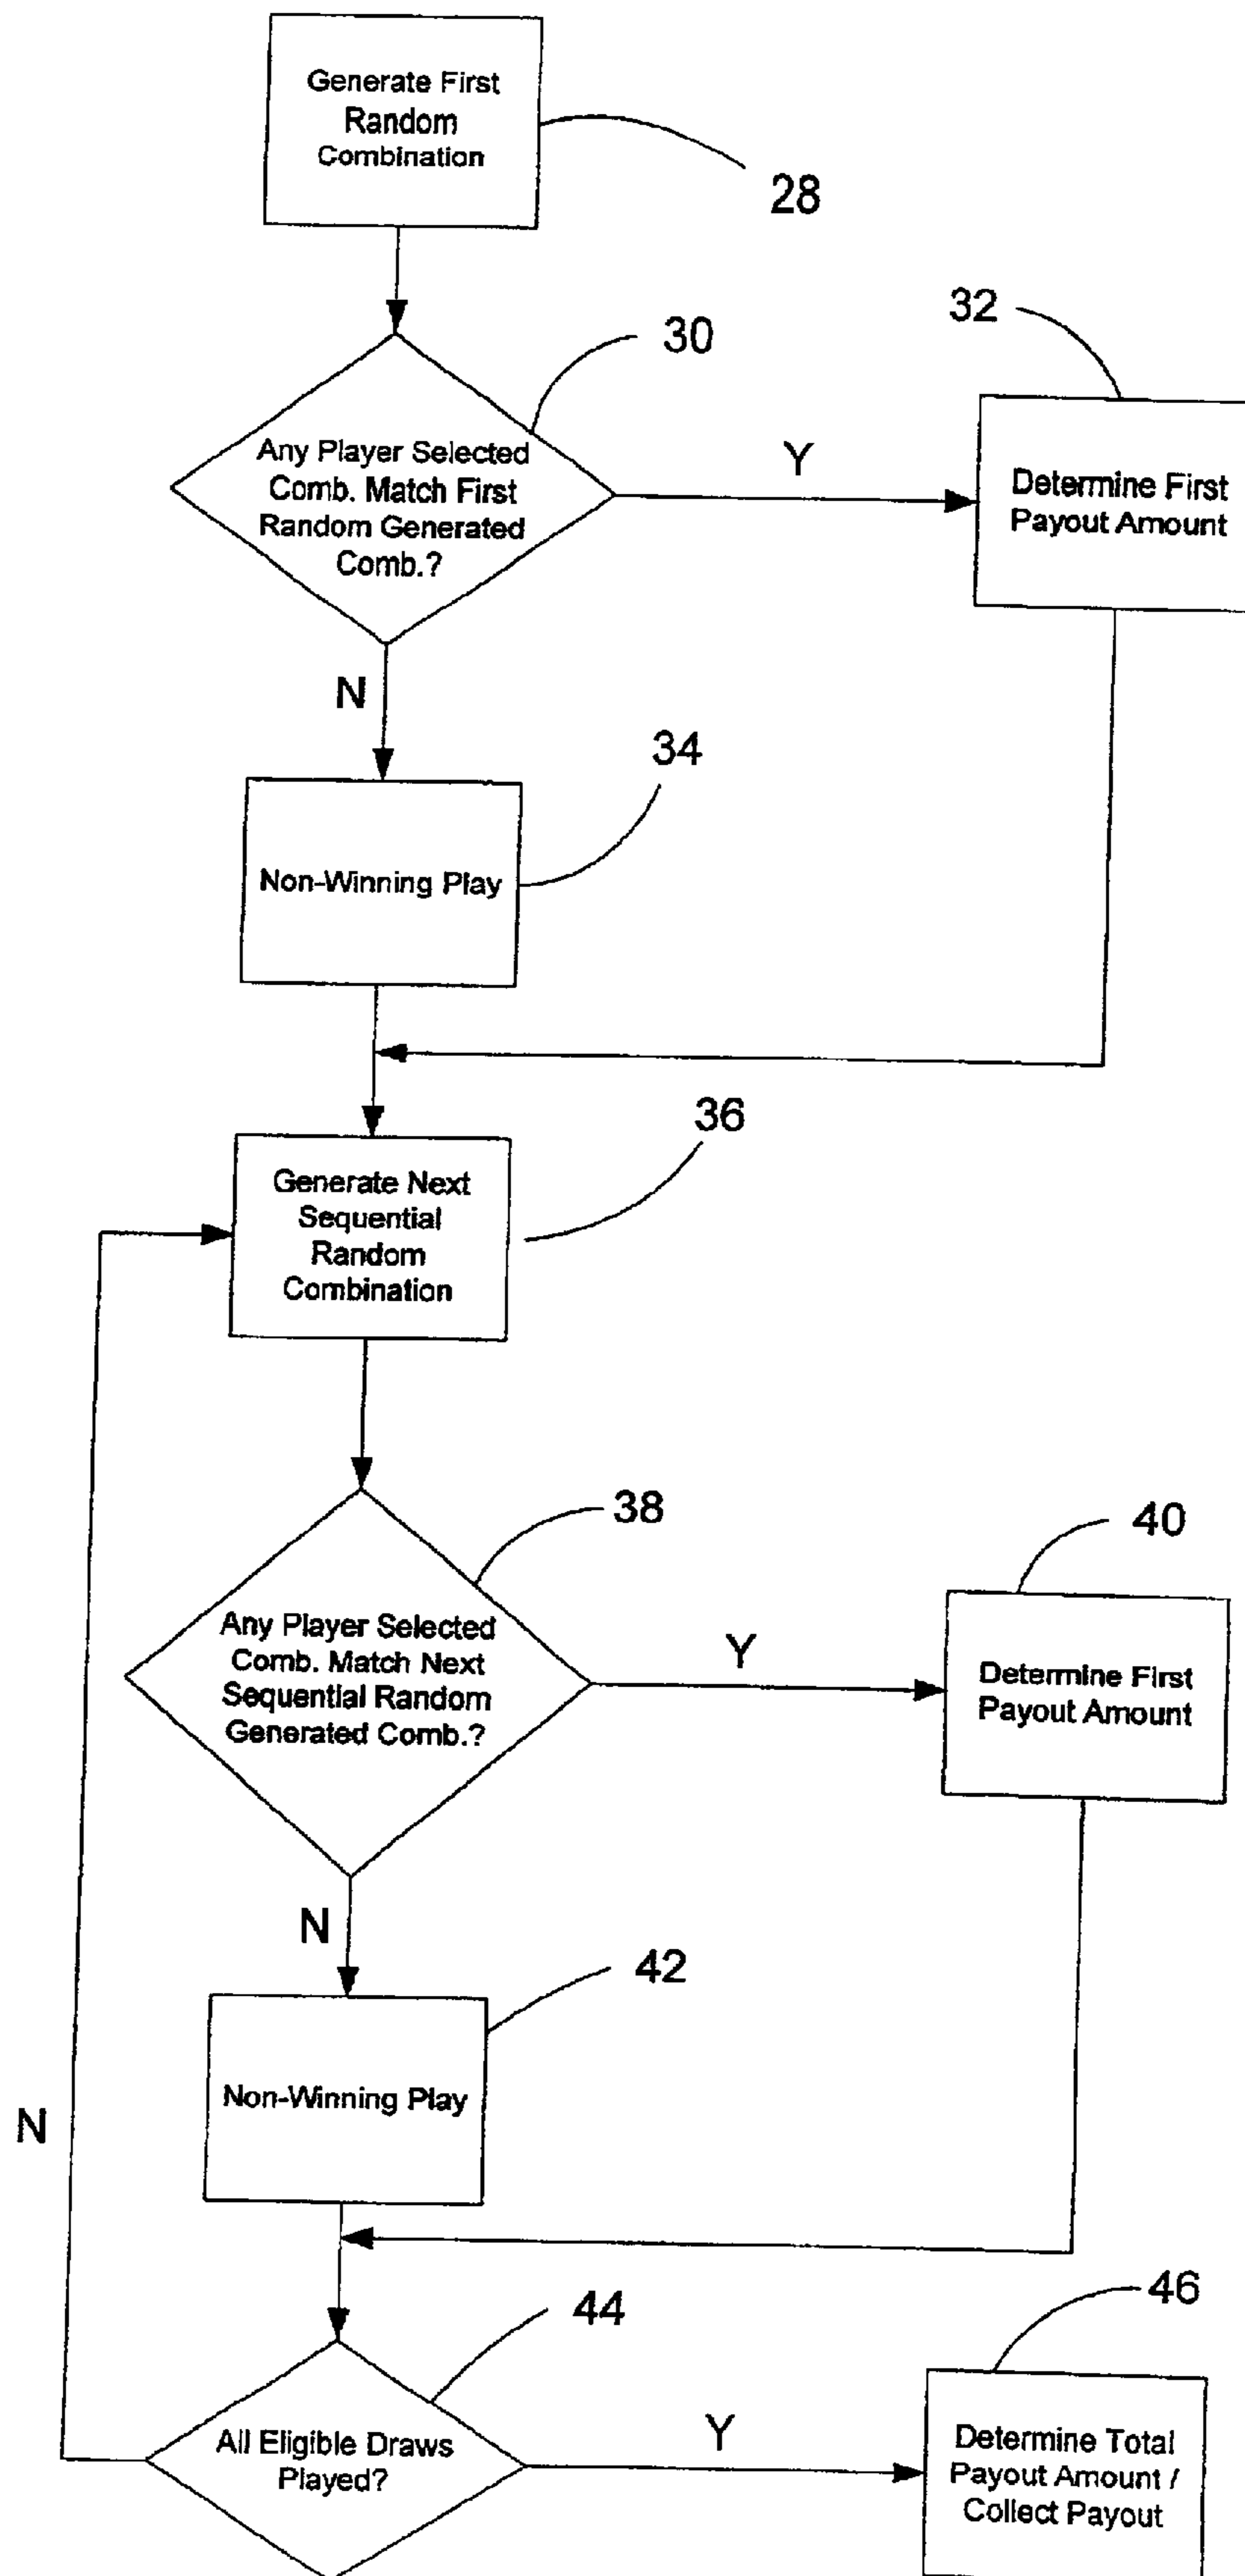 Generate First
Random
Combination
28
30
32
Any Player Selected
Comb. Match First
Random Generated
Comb.?
Y
Determine First
Payout Amount
N
34
Non-Winning Play
36
Generate Next
Sequential
Random
Combination
38
40
Any Player Selected
Comb. Match Next
Sequential Random
Generated Comb.?
Y
Determine First
Payout Amount
N
42
Non-Winning Play
N
44
46
All Eligible Draws
Played?
Y
Determine Total
Payout Amount /
Collect Payout